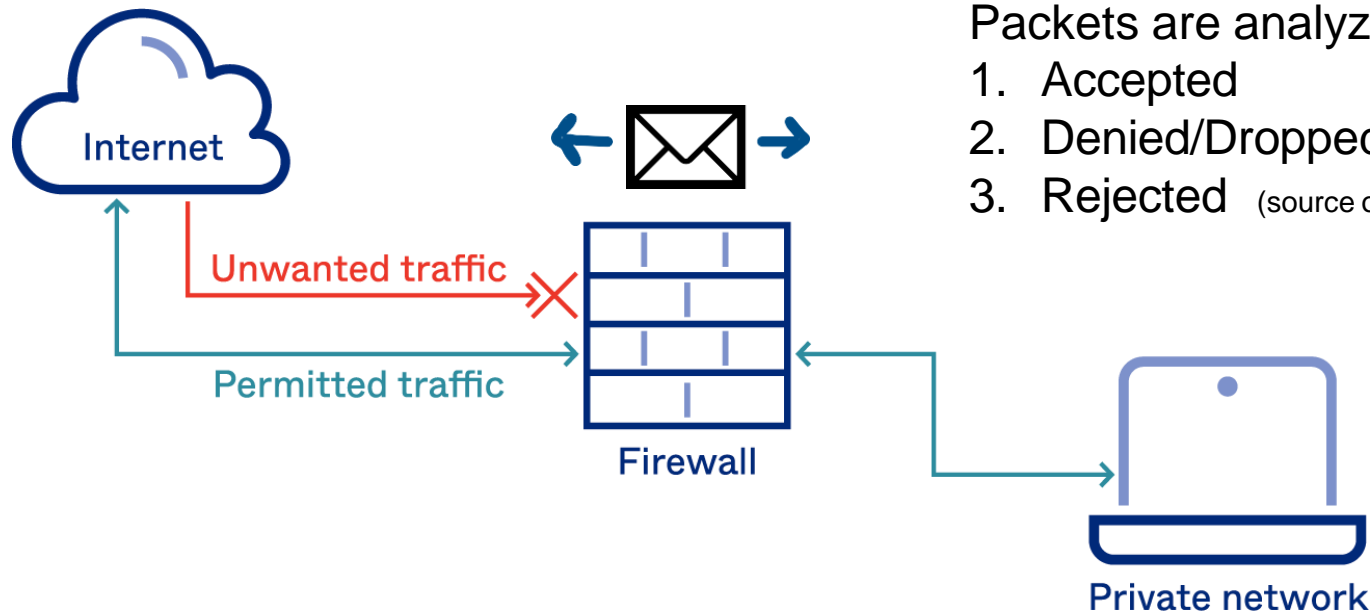 Packets are
1. Accepted
2.
3. Rejected (source
Internet
Unwanted traffic
Permitted traffic
Firewall
Private network